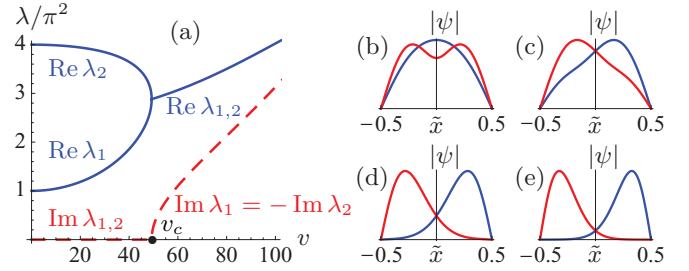 λ/π²
(a)
4
3
2
1
Re λ₂
Re λ₁
Re λ₁,₂
Im λ₁,₂
Im λ₁ = − Im λ₂
v_c
20 40 60 80 100
v
(b) |ψ|
−0.5 x̃ 0.5
(c) |ψ|
−0.5 x̃ 0.5
(d) |ψ|
−0.5 x̃ 0.5
(e) |ψ|
−0.5 x̃ 0.5